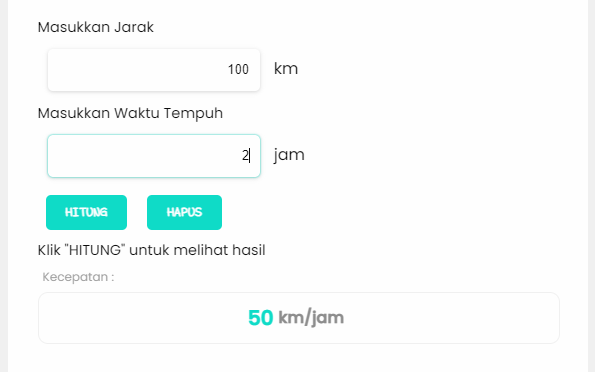 Masukkan Jarak
100 km
Masukkan Waktu Tempuh
2 jam
HITUNG HAPUS
Klik "HITUNG" untuk melihat hasil
Kecepatan :
50 km/jam